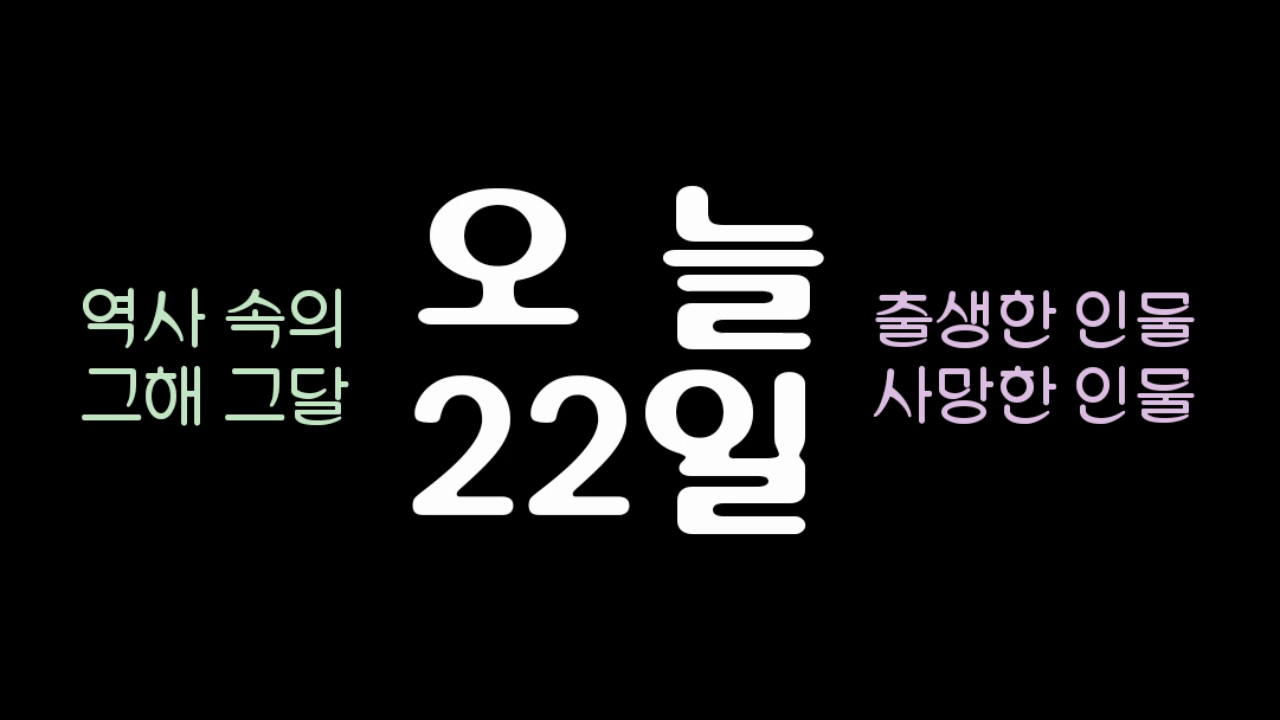 역사 속의
그해 그달
오 늘
22일
출생한 인물
사망한 인물